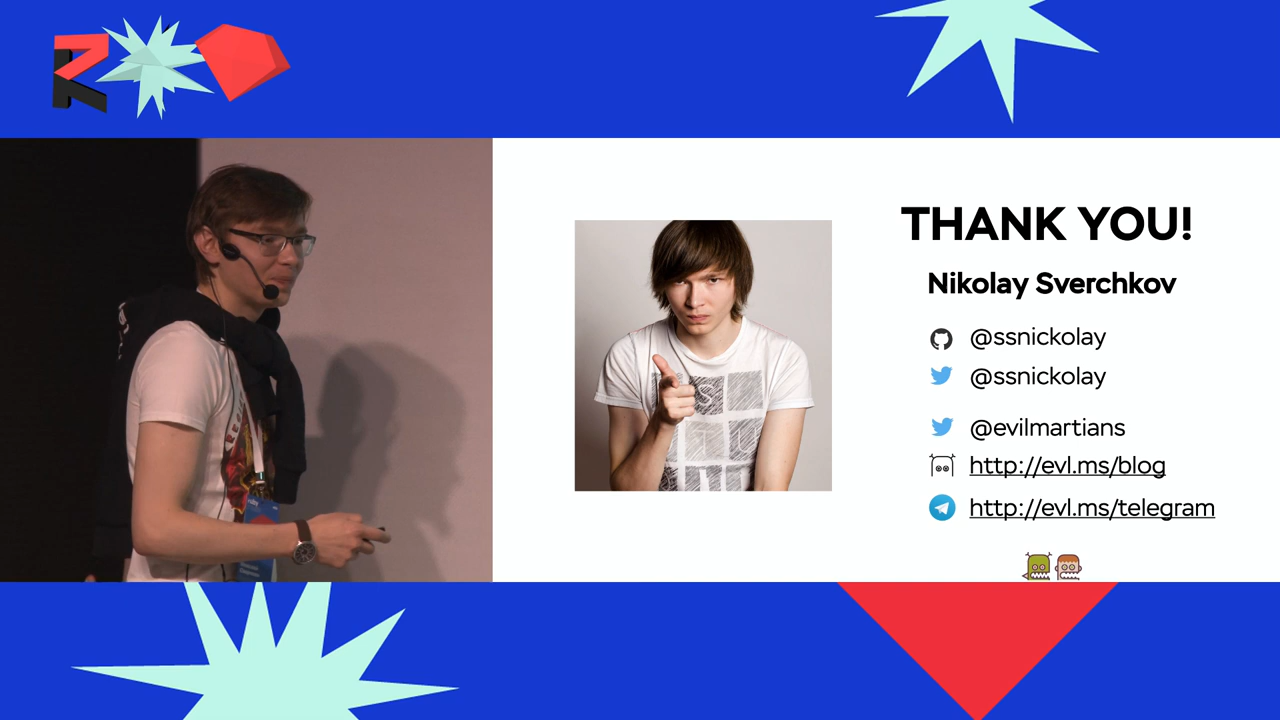 THANK YOU!
Nikolay Sverchkov
@ssnickolay
@ssnickolay
@evilmartians
http://evl.ms/blog
http://evl.ms/telegram